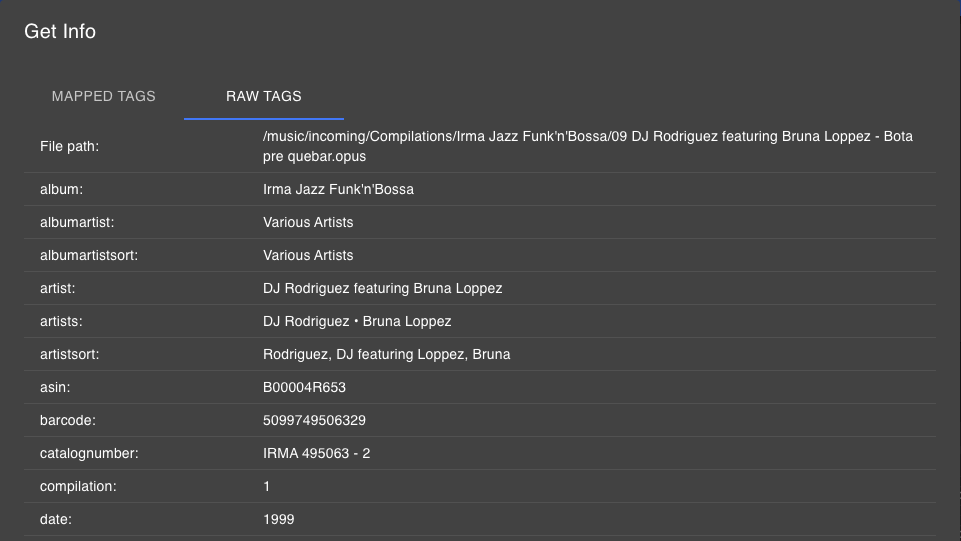 Get Info
MAPPED TAGS RAW TAGS
File path: /music/incoming/Compilations/Irma Jazz Funk'n'Bossa/09 DJ Rodriguez featuring Bruna Loppez - Bota
pre quebar.opus
album: Irma Jazz Funk'n'Bossa
albumartist: Various Artists
albumartistsort: Various Artists
artist: DJ Rodriguez featuring Bruna Loppez
artists: DJ Rodriguez • Bruna Loppez
artistsort: Rodriguez, DJ featuring Loppez, Bruna
asin: B00004R653
barcode: 5099749506329
catalognumber: IRMA 495063 - 2
compilation: 1
date: 1999